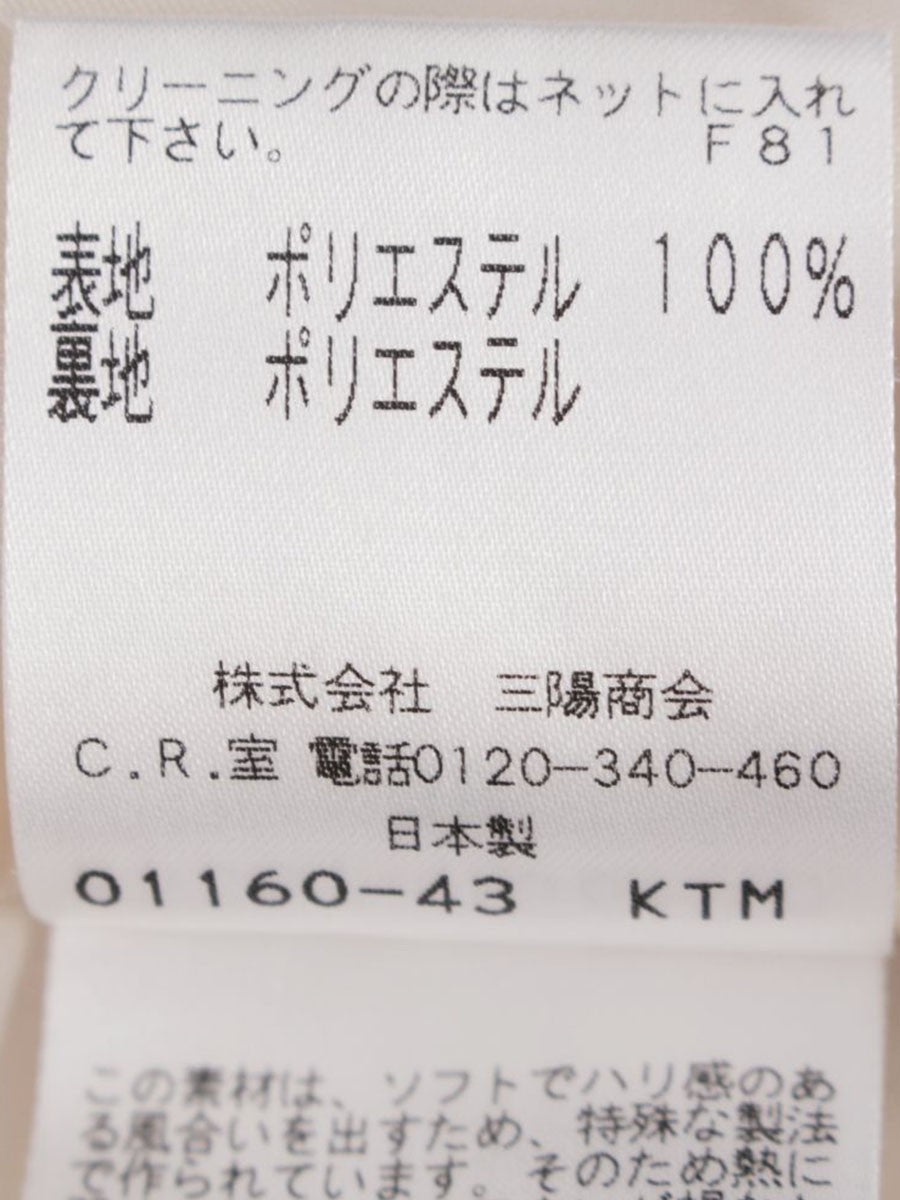 クリーニングの際はネットに入れ
て下さい。 F81
表地 ポリエステル 100%
裏地 ポリエステル
株式会社 三陽商会
C.R.室 電話0120-340-460
日本製
01160-43 KTM
この素材は、ソフトでハリ感のあ
る風合いを出すため、特殊な製法
で作られています。そのため熱に